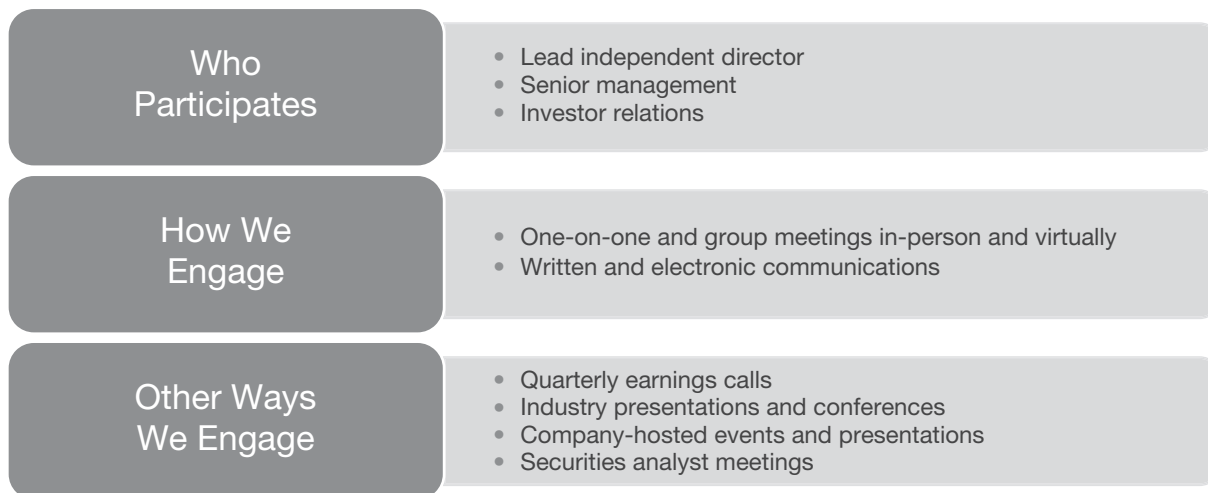 Who
Participates
• Lead independent director
• Senior management
• Investor relations
How We
Engage
• One-on-one and group meetings in-person and virtually
• Written and electronic communications
Other Ways
We Engage
• Quarterly earnings calls
• Industry presentations and conferences
• Company-hosted events and presentations
• Securities analyst meetings